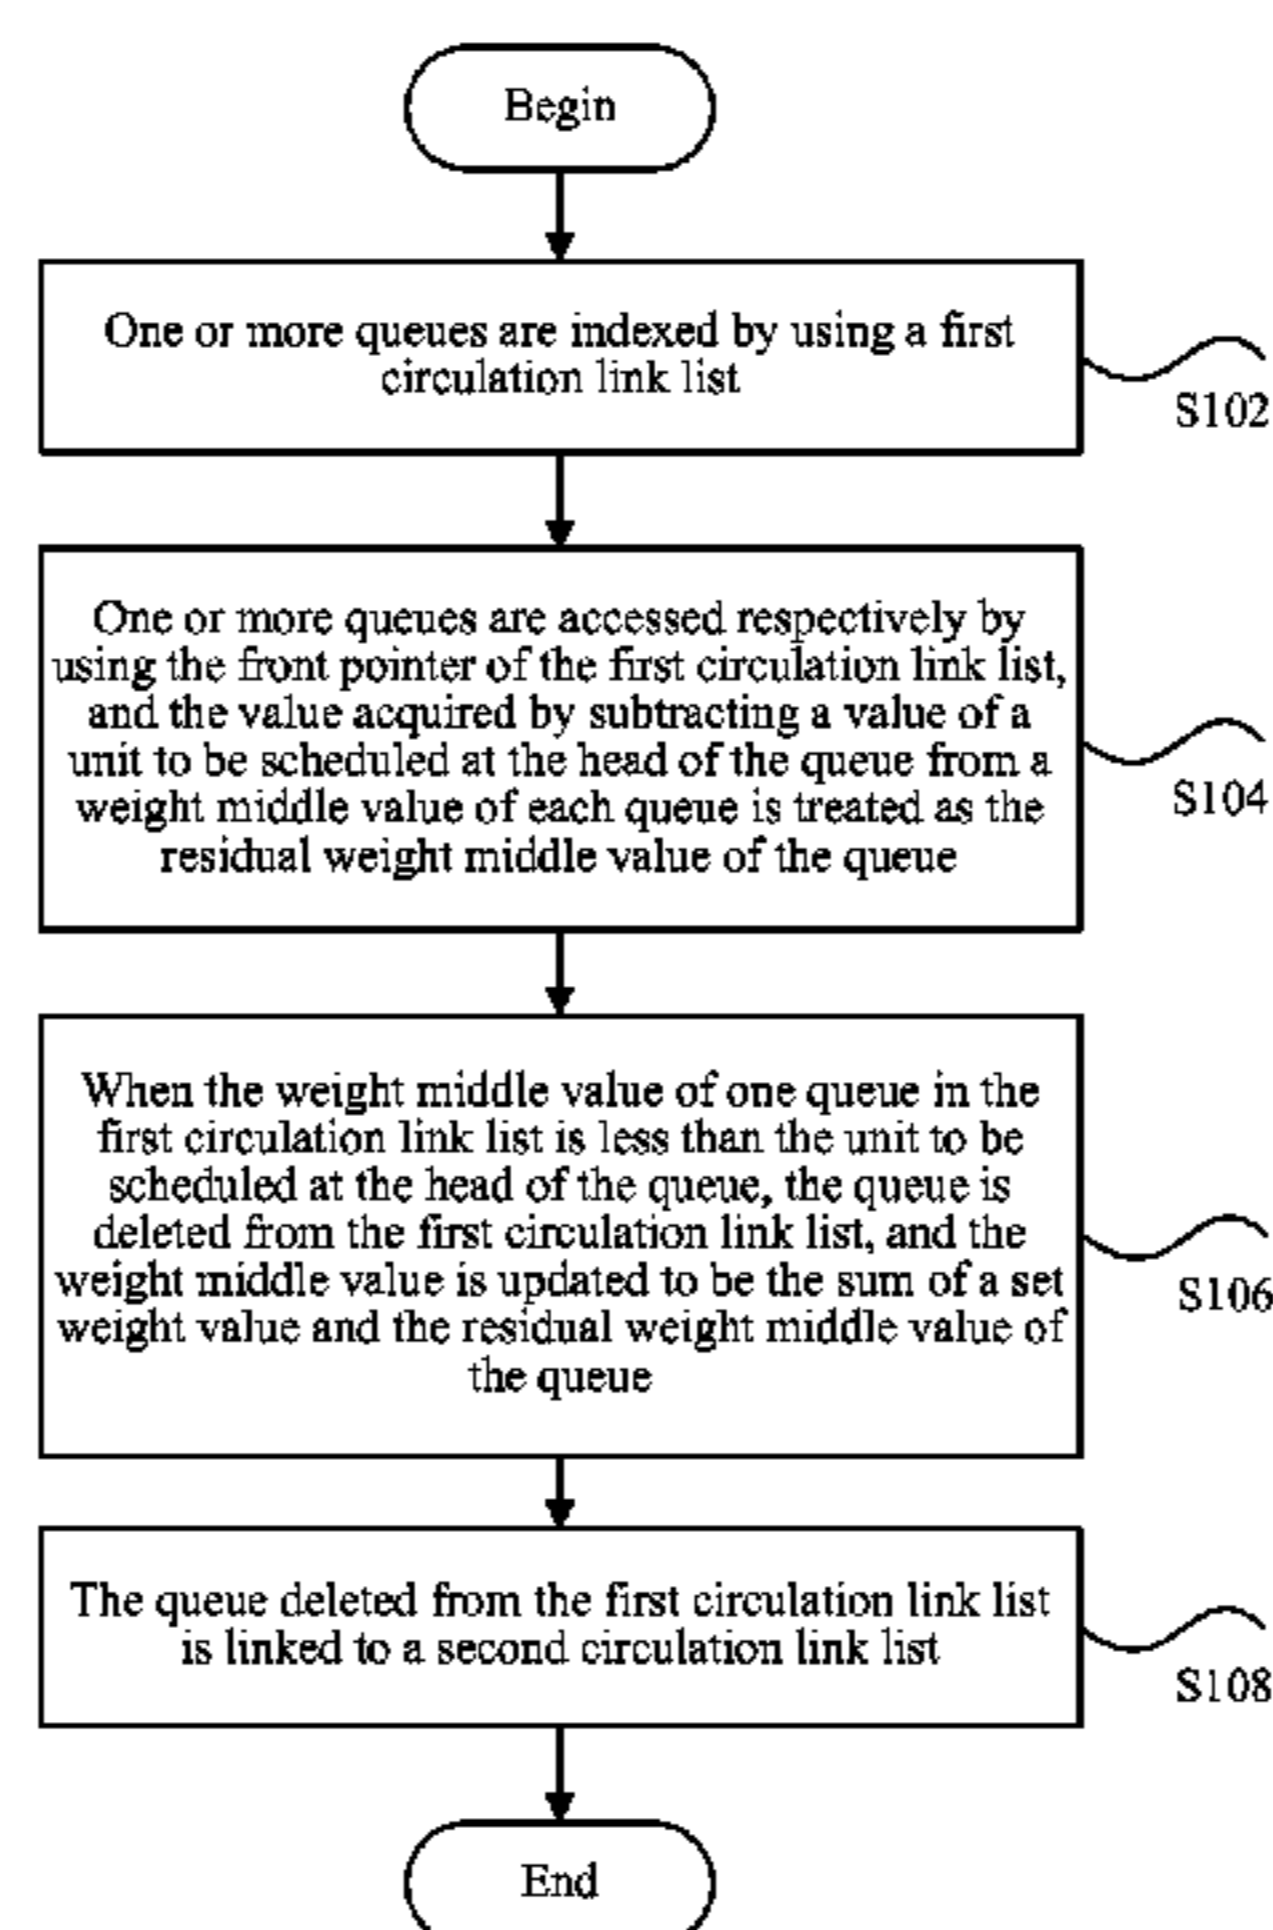 Begin
One or more queues are indexed by using a first
circulation link list
S102
One or more queues are accessed respectively by
using the front pointer of the first circulation link list,
and the value acquired by subtracting a value of a
unit to be scheduled at the head of the queue from a
weight middle value of each queue is treated as the
residual weight middle value of the queue
S104
When the weight middle value of one queue in the
first circulation link list is less than the unit to be
scheduled at the head of the queue, the queue is
deleted from the first circulation link list, and the
weight middle value is updated to be the sum of a set
weight value and the residual weight middle value of
the queue
S106
The queue deleted from the first circulation link list
is linked to a second circulation link list
S108
End